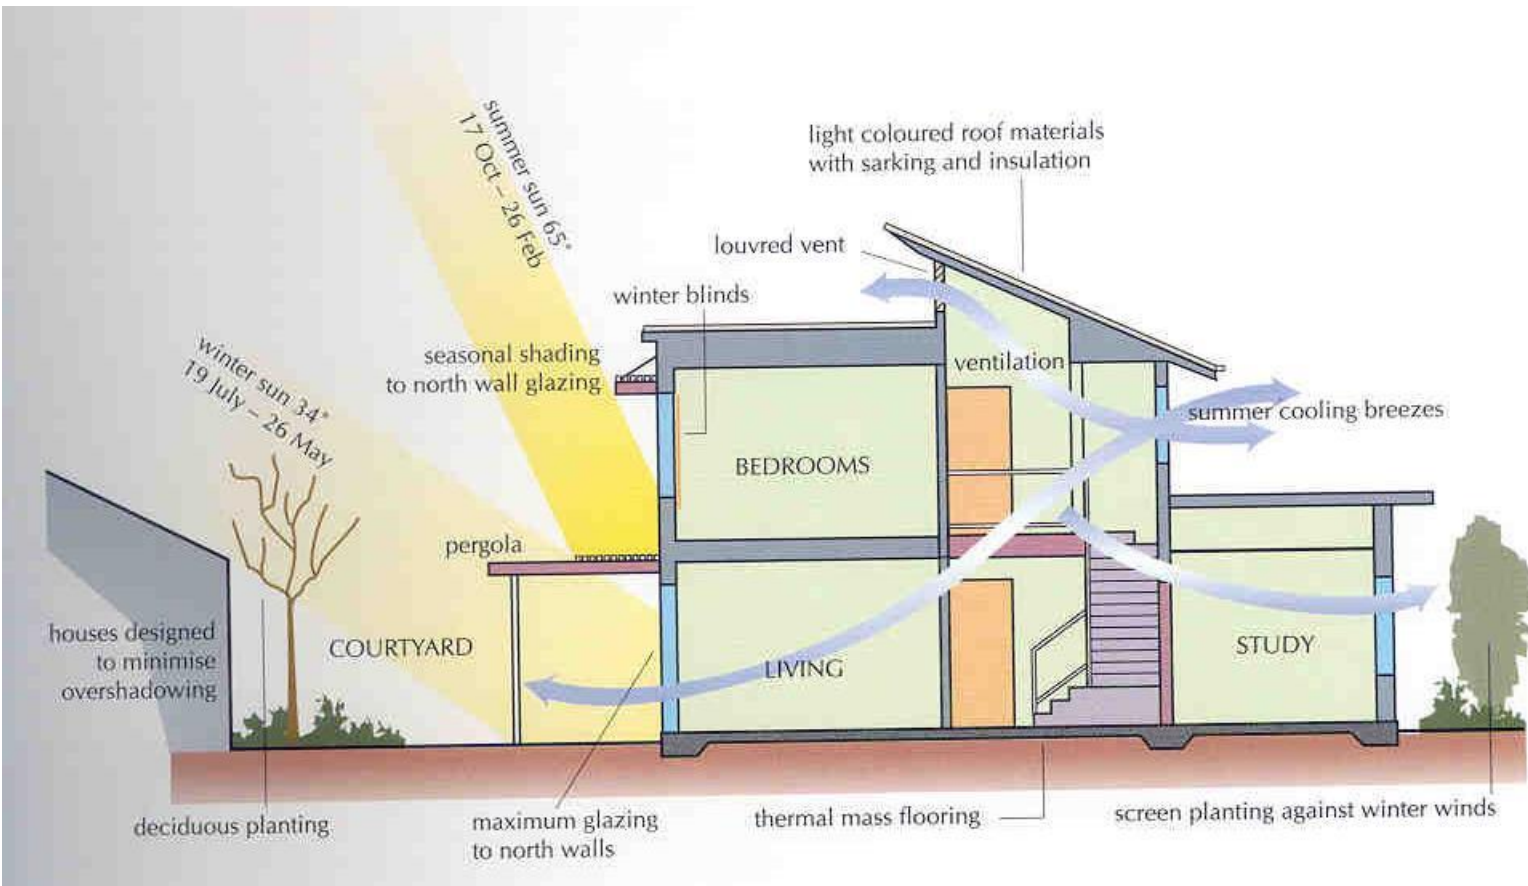 summer sun 65°
17 Oct – 26 Feb
light coloured roof materials
with sarking and insulation
louvred vent
winter blinds
seasonal shading
to north wall glazing
winter sun 34°
19 July – 26 May
ventilation
summer cooling breezes
BEDROOMS
pergola
houses designed
to minimise
overshadowing
COURTYARD
LIVING
STUDY
deciduous planting
maximum glazing
to north walls
thermal mass flooring
screen planting against winter winds